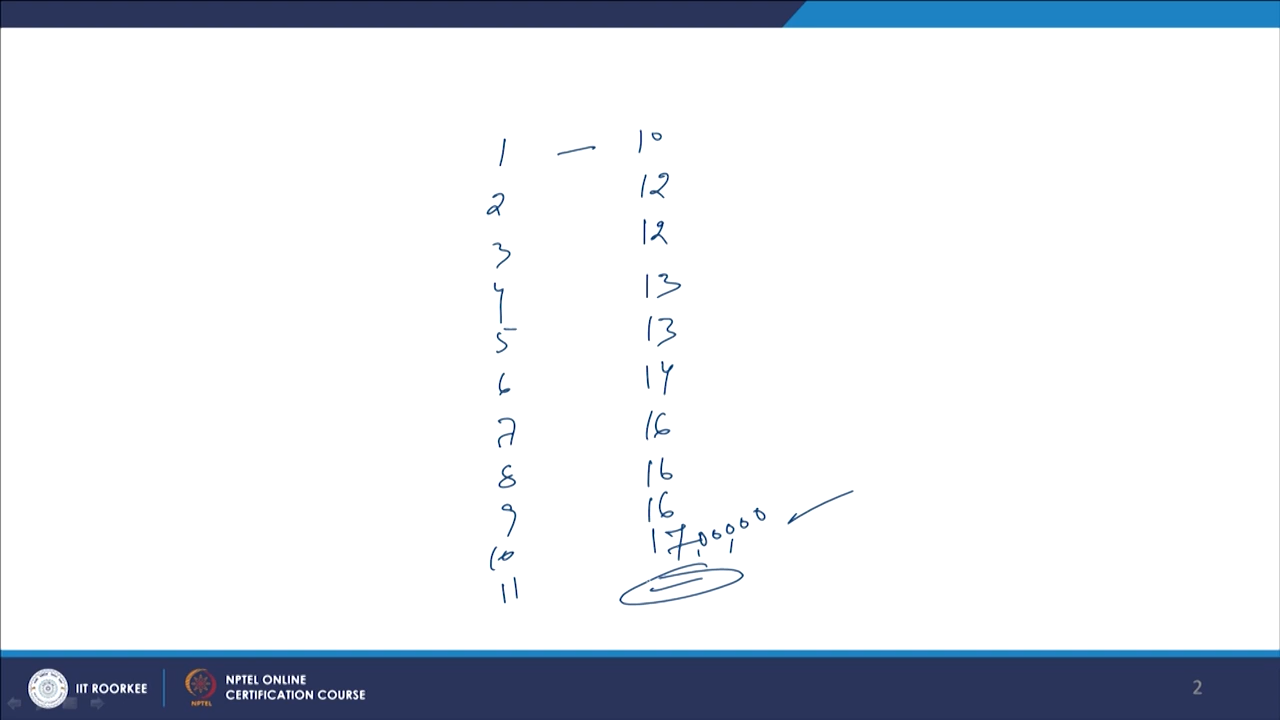 1 — 10
2 12
3 12
4 13
5 13
6 14
7 16
8 16
9 16
10 17,00,000
11
IIT ROORKEE
NPTEL
NPTEL ONLINE
CERTIFICATION COURSE
2